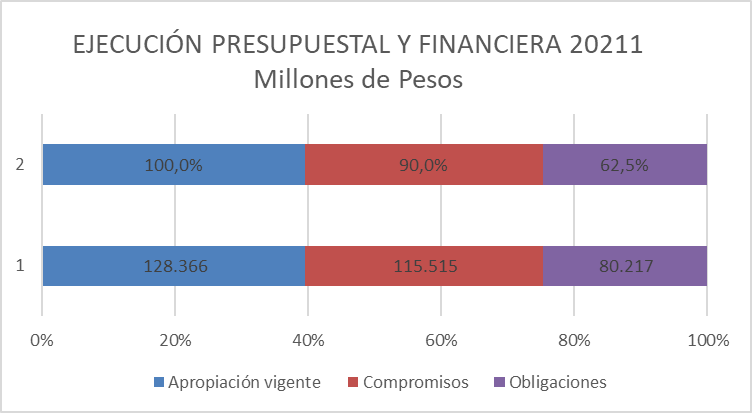 EJECUCIÓN PRESUPUESTAL Y FINANCIERA 20211
Millones de Pesos
2
100,0%
90,0%
62,5%
1
128.366
115.515
80.217
0%
20%
40%
60%
80%
100%
Apropiación vigente
Compromisos
Obligaciones